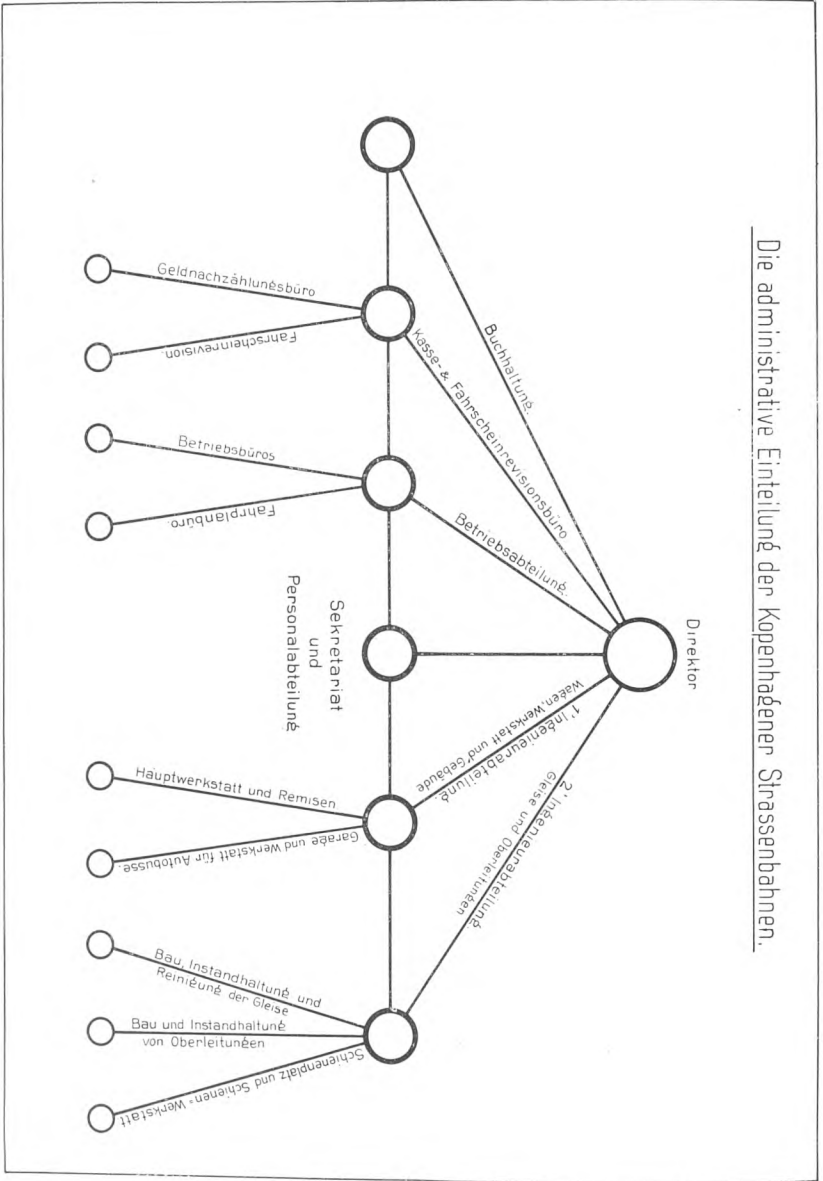 Die administrative Einteilung der Kopenhagener Strassenbahnen.
Direktor
Buchhaltung.
Kasse- & Fahrscheinrevisionsbüro
Betriebsabteilung.
1' Ingenieurabteilung.
Wagen, Werkstatt und Gebäude
2' Ingenieurabteilung.
Gleise und Oberleitungen
Sekretariat
und
Personalabteilung
Geldnachzählungsbüro
Fahrscheinrevision.
Betriebsbüros
Fahrplanbüro.
Hauptwerkstatt und Remisen
Garage und Werkstatt für Autobusse.
Bau, Instandhaltung und
Reinigung der Gleise
Bau und Instandhaltung
von Oberleitungen
Schienenplatz und Schienen=Werkstatt